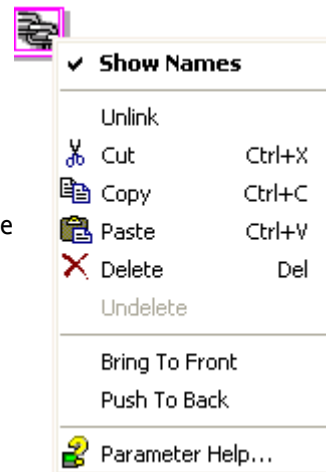 Show Names
Unlink
Cut Ctrl+X
Copy Ctrl+C
e
Paste Ctrl+V
Delete Del
Undelete
Bring To Front
Push To Back
Parameter Help...